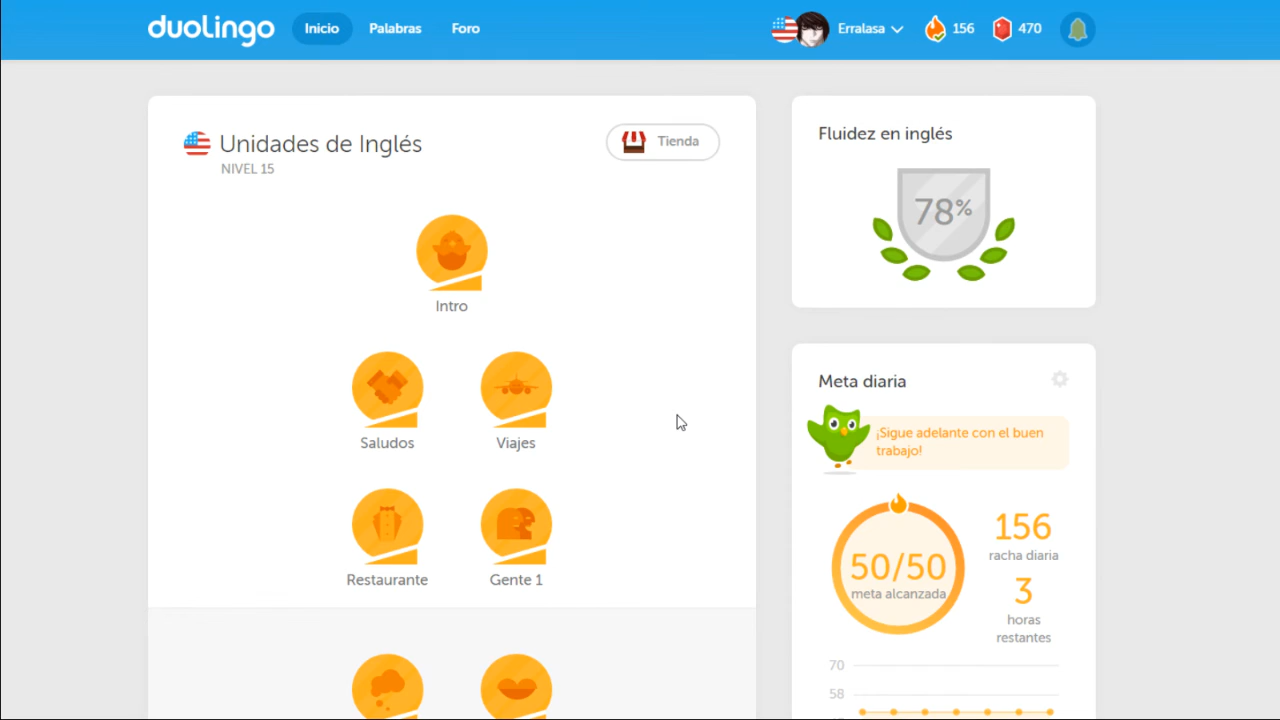 duolingo
Inicio
Palabras
Foro
Erralasa
156
470
Unidades de Inglés
NIVEL 15
Tienda
Intro
Saludos
Viajes
Restaurante
Gente 1
Fluidez en inglés
78%
Meta diaria
¡Sigue adelante con el buen
trabajo!
50/50
meta alcanzada
156
racha diaria
3
horas
restantes
70
58